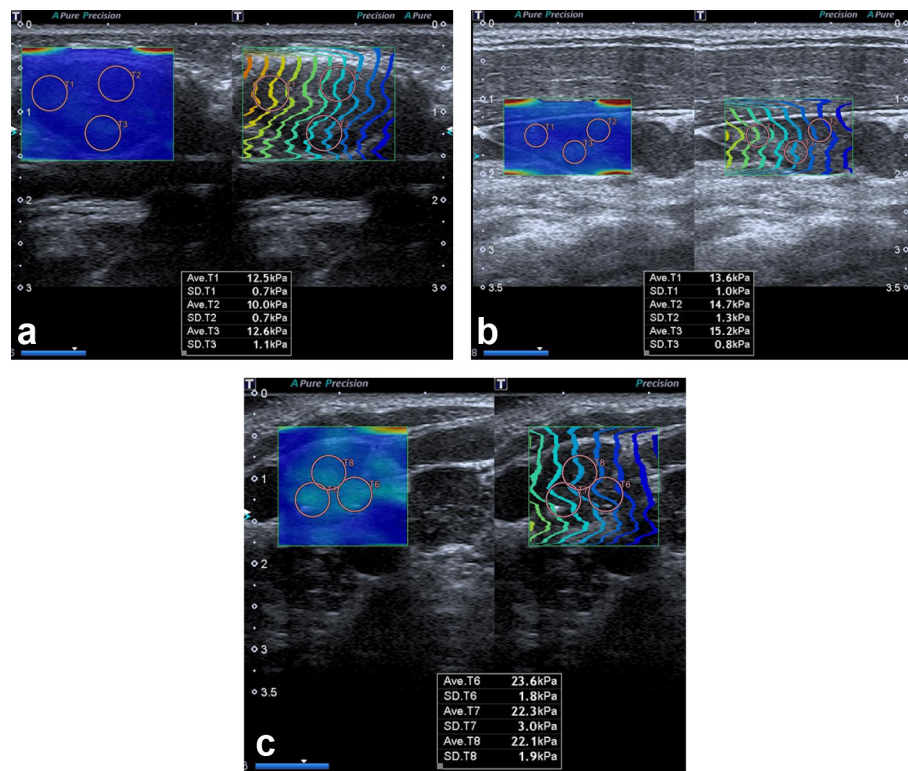 T A Pure Precision Precision A Pure
0 0
T1 T2
T3 T3
1 1
2 2
3 3
Ave.T1 12.5kPa
SD.T1 0.7kPa
Ave.T2 10.0kPa
SD.T2 0.7kPa
Ave.T3 12.6kPa
SD.T3 1.1kPa
a
T A Pure Precision T Precision A Pure
0 0
1 1
T1 T2
T3
2 2
3 3
3.5 3.5
Ave.T1 13.6kPa
SD.T1 1.0kPa
Ave.T2 14.7kPa
SD.T2 1.3kPa
Ave.T3 15.2kPa
SD.T3 0.8kPa
b
8
T A Pure Precision T Precision
0
T8 T8
1
T6 T7 T6
2
3
3.5
Ave.T6 23.6kPa
SD.T6 1.8kPa
Ave.T7 22.3kPa
SD.T7 3.0kPa
Ave.T8 22.1kPa
SD.T8 1.9kPa
c
8